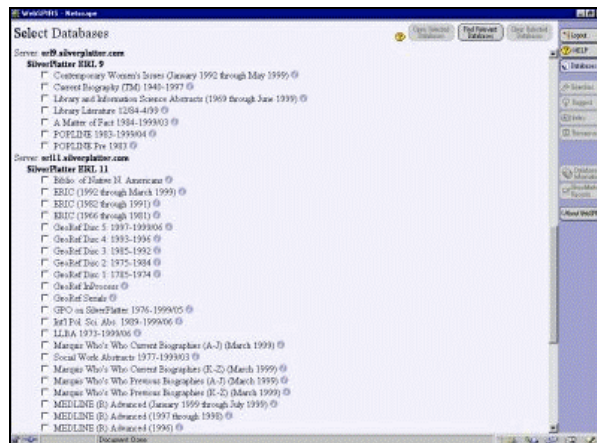 WebSPIRS - Netscape
Select Databases
Open Selected Databases
Find Relevant Databases
Clear Selected Databases
Server: erl9.silverplatter.com
SilverPlatter ERL 9
Contemporary Women's Issues (January 1992 through May 1999)
Current Biography (TM) 1940-1997
Library and Information Science Abstracts (1969 through June 1999)
Library Literature 12/84-4/99
A Matter of Fact 1984-1999/03
POPLINE 1983-1999/04
POPLINE Pre 1983
Server: erl11.silverplatter.com
SilverPlatter ERL 11
Biblio. of Native N. Americans
ERIC (1992 through March 1999)
ERIC (1982 through 1991)
ERIC (1966 through 1981)
GeoRef Disc 5: 1997-1999/06
GeoRef Disc 4: 1993-1996
GeoRef Disc 3: 1985-1992
GeoRef Disc 2: 1975-1984
GeoRef Disc 1: 1785-1974
GeoRef InProcess
GeoRef Serials
GPO on SilverPlatter 1976-1999/05
Int'l Pol. Sci. Abs. 1989-1999/06
LLBA 1973-1999/06
Marquis Who's Who Current Biographies (A-J) (March 1999)
Social Work Abstracts 1977-1999/03
Marquis Who's Who Current Biographies (K-Z) (March 1999)
Marquis Who's Who Previous Biographies (A-J) (March 1999)
Marquis Who's Who Previous Biographies (K-Z) (March 1999)
MEDLINE (R) Advanced (January 1999 through July 1999)
MEDLINE (R) Advanced (1997 through 1998)
MEDLINE (R) Advanced (1996)
Document: Done
Logout
HELP
Databases
Searches
Suggest
Index
Thesaurus
Database Information
Show Marked Records
About WebSPIRS